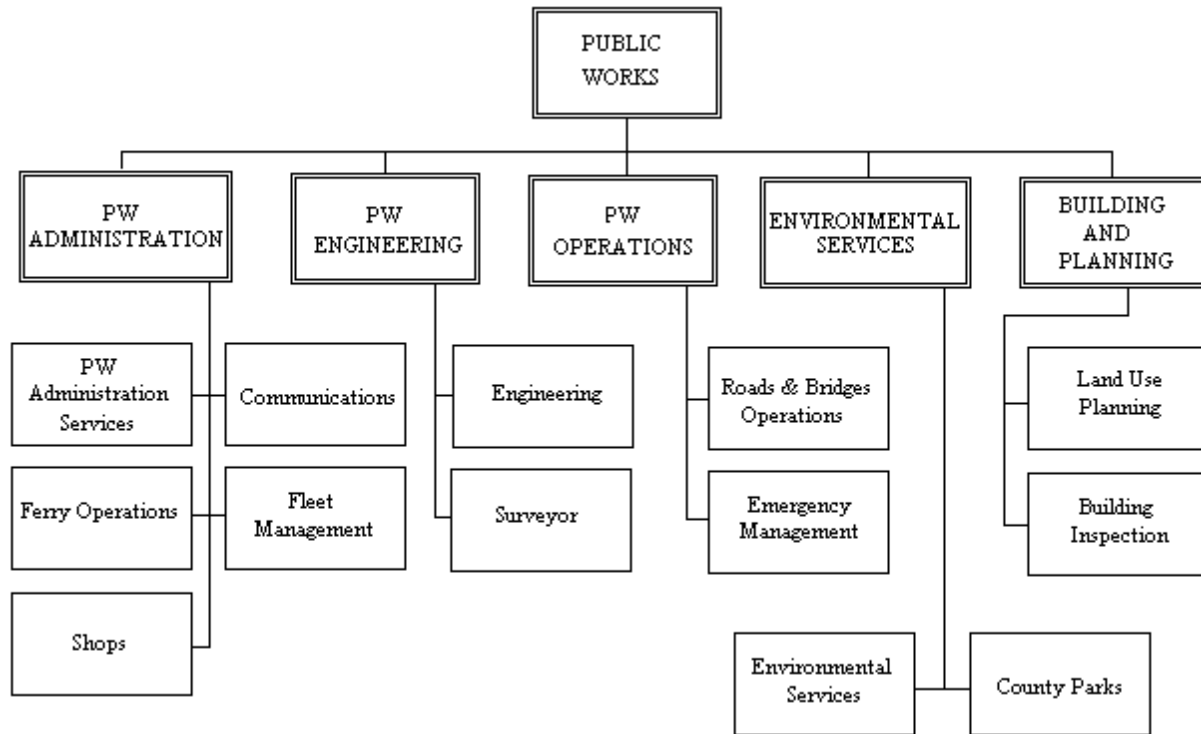 PUBLIC
WORKS
PW
ADMINISTRATION
PW
ENGINEERING
PW
OPERATIONS
ENVIRONMENTAL
SERVICES
BUILDING
AND
PLANNING
PW
Administration
Services
Communications
Engineering
Roads & Bridges
Operations
Land Use
Planning
Ferry Operations
Fleet
Management
Surveyor
Emergency
Management
Building
Inspection
Shops
Environmental
Services
County Parks